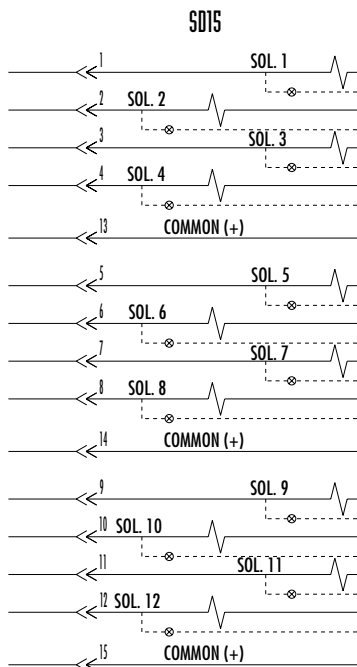 SD15
1 SOL. 1
2 SOL. 2
3 SOL. 3
4 SOL. 4
13 COMMON (+)
5 SOL. 5
6 SOL. 6
7 SOL. 7
8 SOL. 8
14 COMMON (+)
9 SOL. 9
10 SOL. 10
11 SOL. 11
12 SOL. 12
15 COMMON (+)